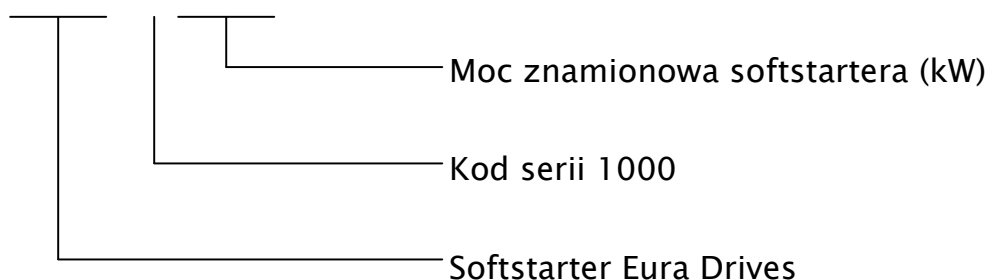 Moc znamionowa softstartera (kW)
Kod serii 1000
Softstarter Eura Drives